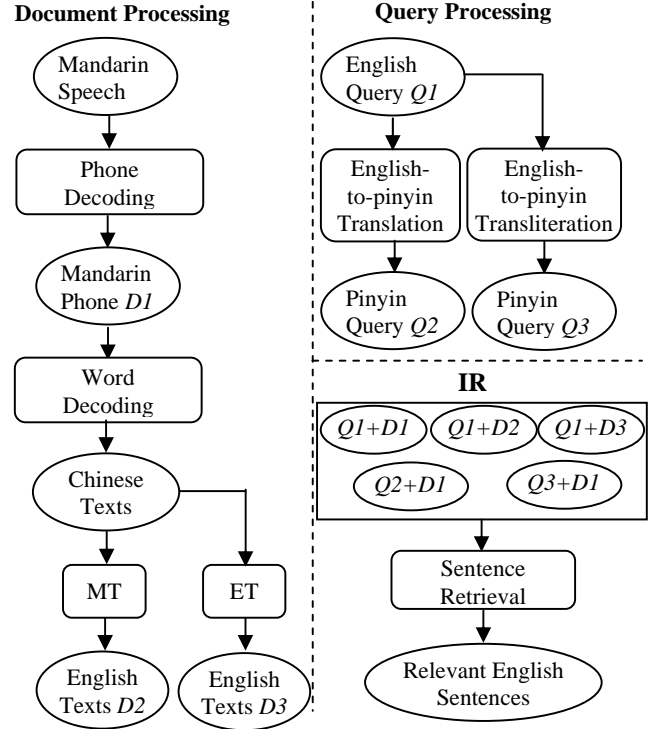 Document Processing
Mandarin
Speech
Phone
Decoding
Mandarin
Phone D1
Word
Decoding
Chinese
Texts
MT
ET
English
Texts D2
English
Texts D3
Query Processing
English
Query Q1
English-
to-pinyin
Translation
English-
to-pinyin
Transliteration
Pinyin
Query Q2
Pinyin
Query Q3
IR
Q1+D1
Q1+D2
Q1+D3
Q2+D1
Q3+D1
Sentence
Retrieval
Relevant English
Sentences